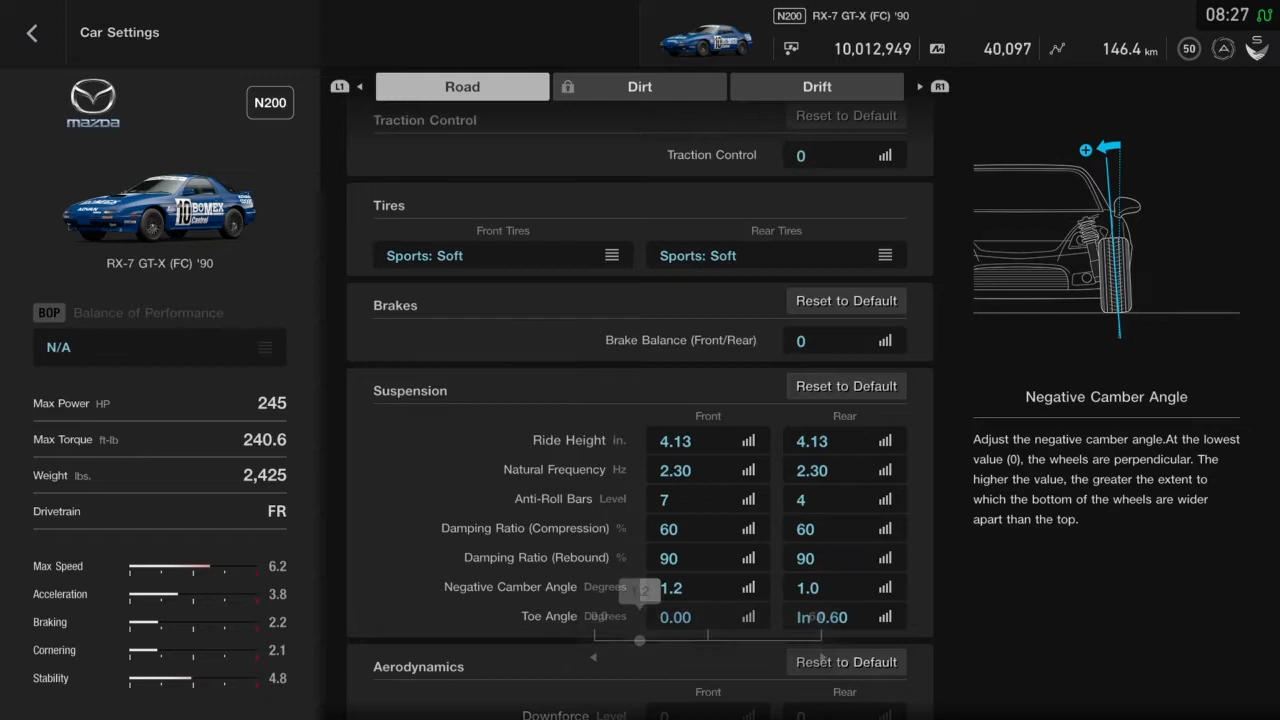 Car Settings
N200 RX-7 GT-X (FC) '90
10,012,949 40,097 146.4 km 50 S
08:27
mazda
N200
RX-7 GT-X (FC) '90
BOP Balance of Performance
N/A
Max Power HP 245
Max Torque ft-lb 240.6
Weight lbs. 2,425
Drivetrain FR
Max Speed 6.2
Acceleration 3.8
Braking 2.2
Cornering 2.1
Stability 4.8
L1 Road Dirt Drift R1
Traction Control Reset to Default
Traction Control 0
Tires
Front Tires Rear Tires
Sports: Soft Sports: Soft
Brakes Reset to Default
Brake Balance (Front/Rear) 0
Suspension Reset to Default
Front Rear
Ride Height in. 4.13 4.13
Natural Frequency Hz 2.30 2.30
Anti-Roll Bars Level 7 4
Damping Ratio (Compression) % 60 60
Damping Ratio (Rebound) % 90 90
Negative Camber Angle Degrees 1.2 1.0
1.2
Toe Angle Degrees 0.00 In 0.60
Aerodynamics Reset to Default
Front Rear
Downforce Level 0 0
Negative Camber Angle
Adjust the negative camber angle.At the lowest
value (0), the wheels are perpendicular. The
higher the value, the greater the extent to
which the bottom of the wheels are wider
apart than the top.
10 BOMEX
ADVAN